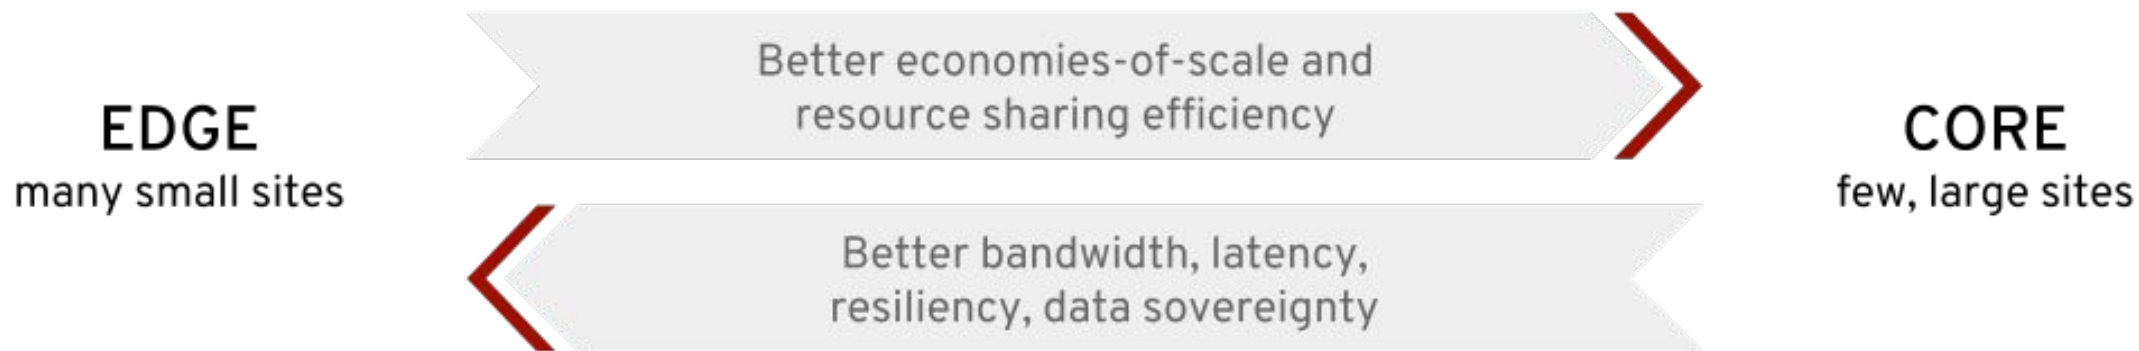 EDGE
many small sites
Better economies-of-scale and
resource sharing efficiency
Better bandwidth, latency,
resiliency, data sovereignty
CORE
few, large sites